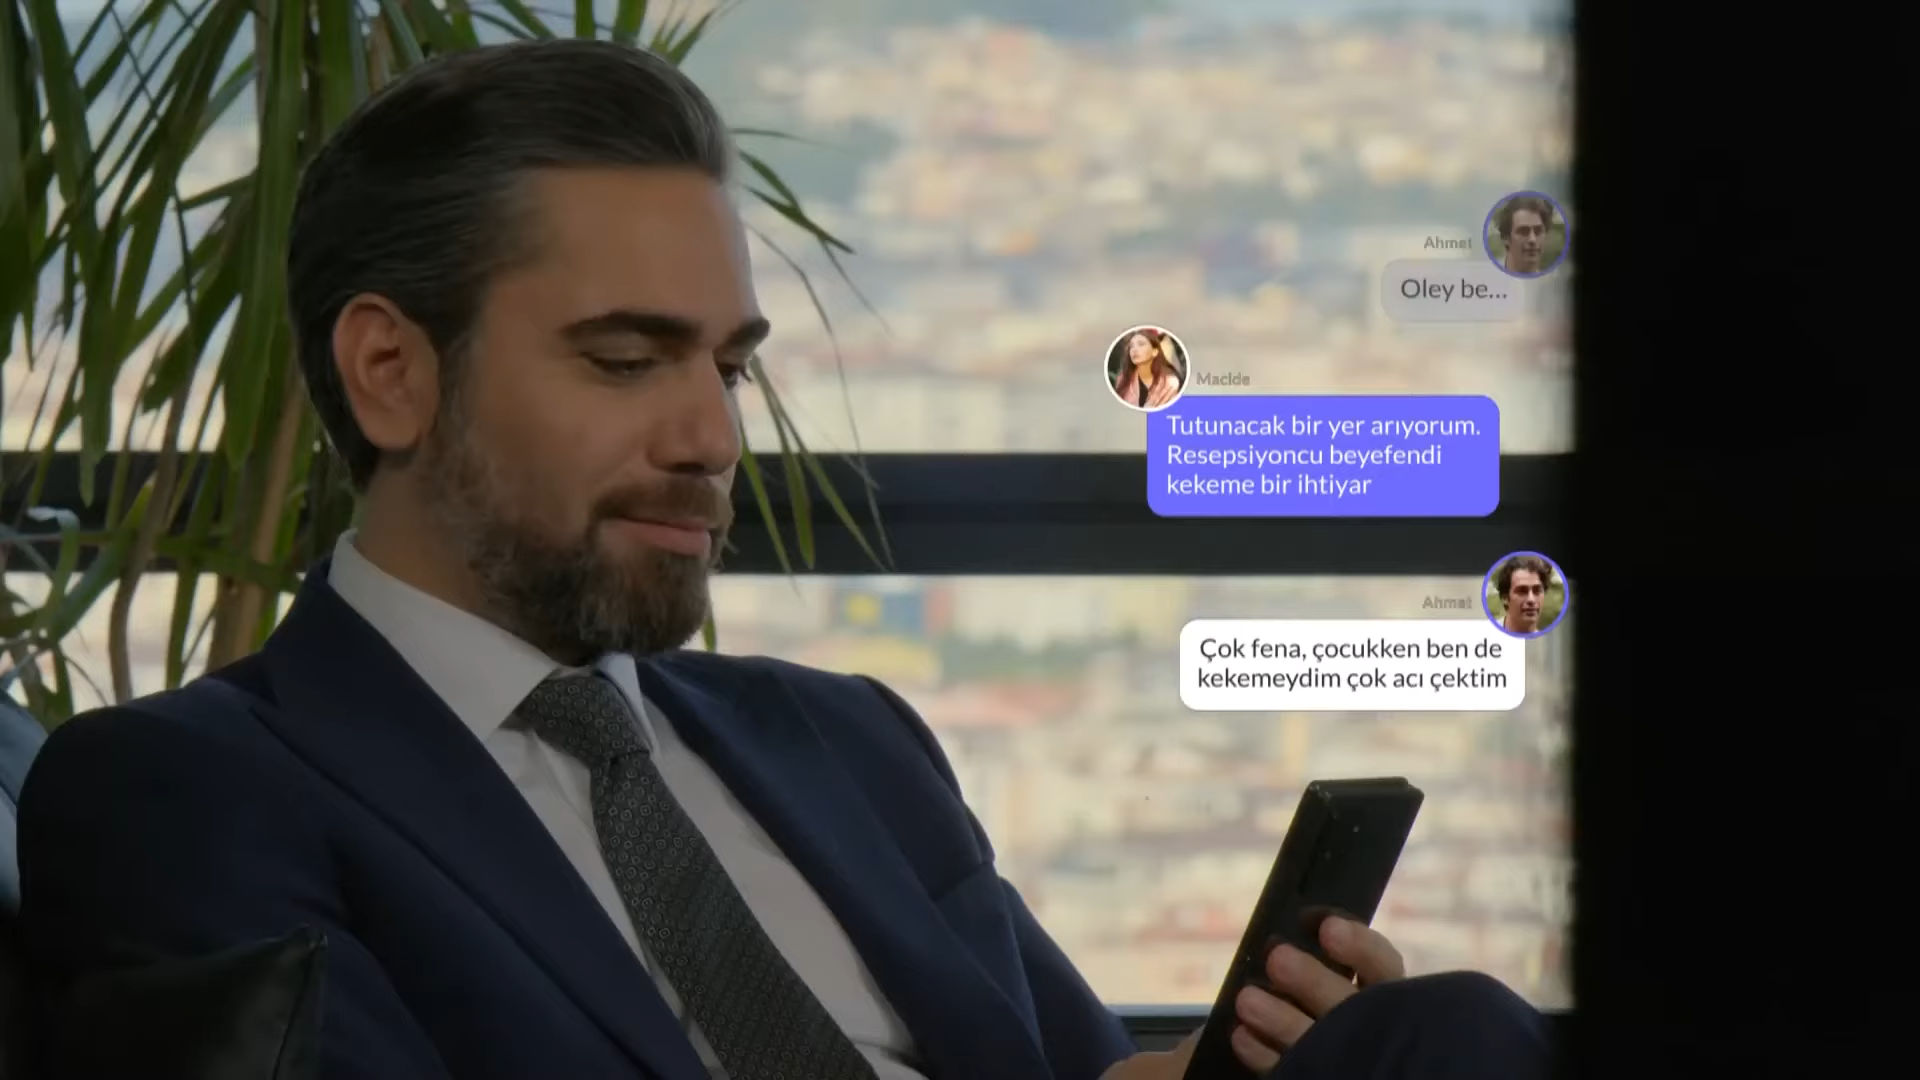 Ahmet
Oley be...
Macide
Tutunacak bir yer arıyorum.
Resepsiyoncu beyefendi
kekeme bir ihtiyar
Ahmet
Çok fena, çocukken ben de
kekemeydim çok acı çektim